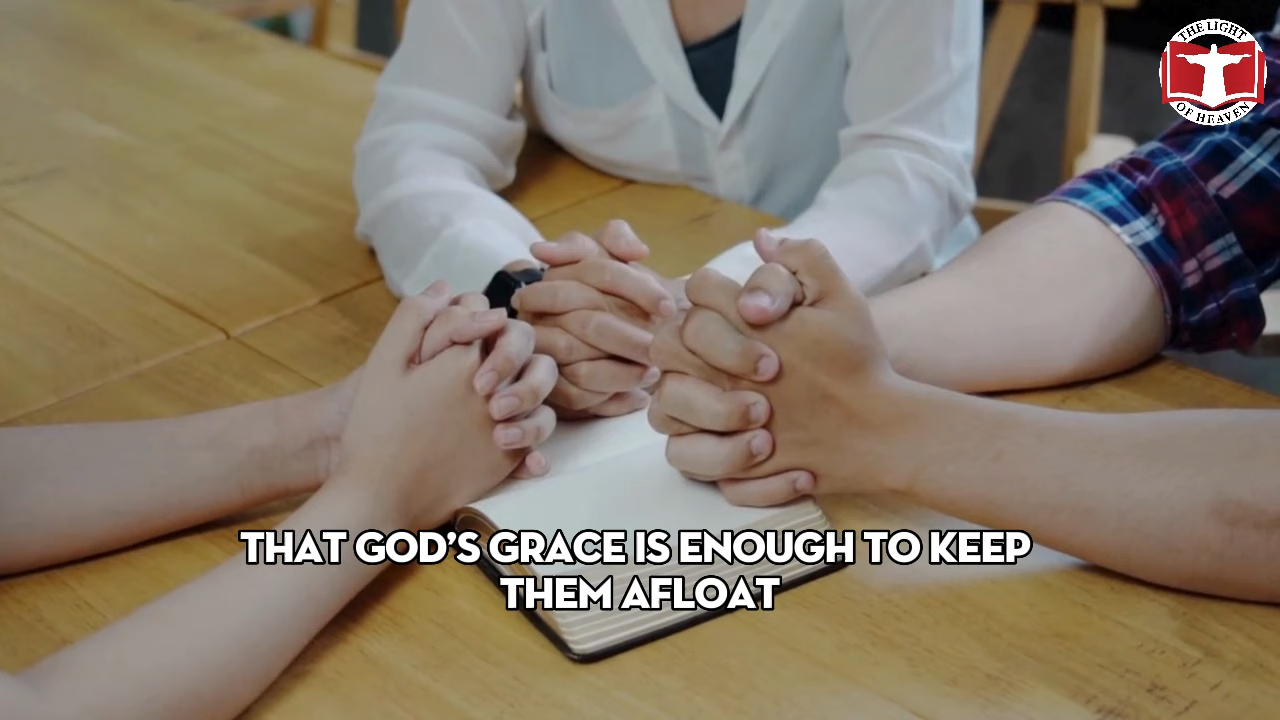 THE LIGHT
OF HEAVEN
THAT GOD'S GRACE IS ENOUGH TO KEEP
THEM AFLOAT